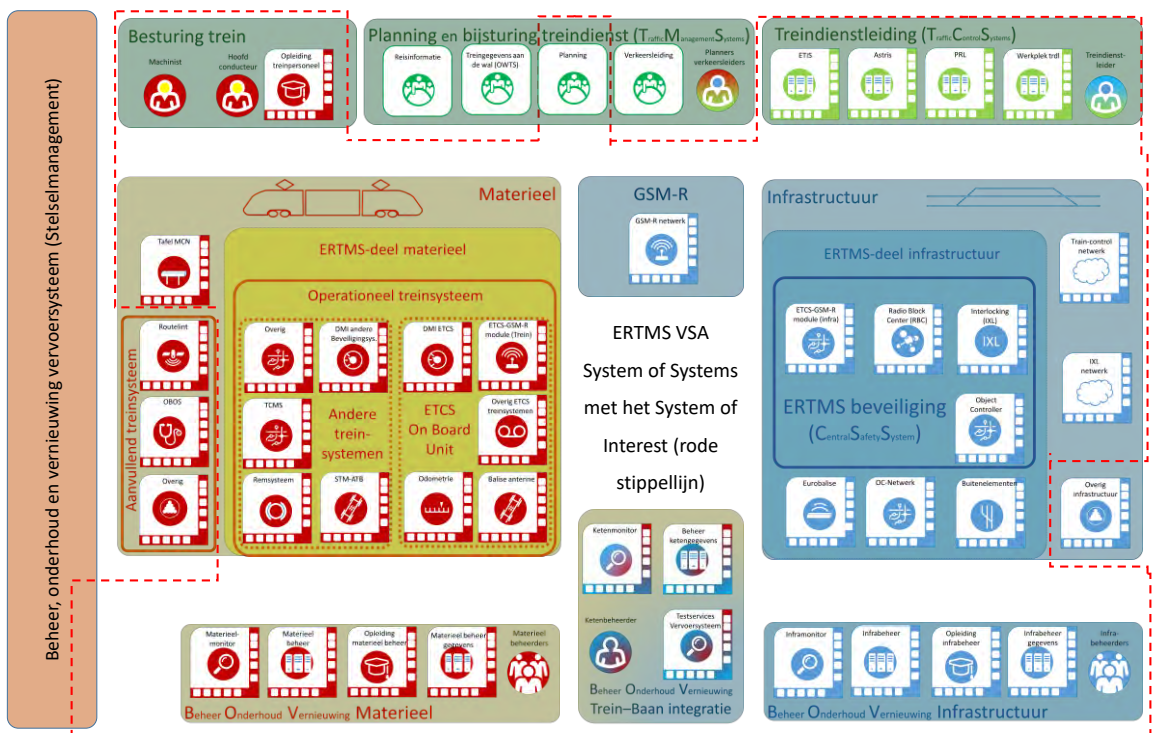 Beheer, onderhoud en vernieuwing vervoersysteem (Stelselmanagement)
Besturing trein
Machinist
Hoofd
conducteur
Opleiding
treinpersoneel
Planning en bijsturing treindienst (TrafficManagementSystems)
Reisinformatie
Treingegevens aan
de wal (OWTS)
Planning
Verkeersleiding
Planners
verkeersleiders
Treindienstleiding (TrafficControlSystems)
ETIS
Astris
PRL
Werkplek trdl
Treindienst-
leider
Materieel
Tafel MCN
ERTMS-deel materieel
Operationeel treinsysteem
Aanvullend treinsysteem
Routelint
OBOS
Overig
Overig
DMI andere
Beveiligingsys.
DMI ETCS
ETCS-GSM-R
module (Trein)
TCMS
Andere
trein-
systemen
ETCS
On Board
Unit
Overig ETCS
treinsystemen
Remsysteem
STM-ATB
Odometrie
Balise antenne
GSM-R
GSM-R netwerk
ERTMS VSA
System of Systems
met het System of
Interest (rode
stippellijn)
Infrastructuur
ERTMS-deel infrastructuur
Train-control
netwerk
ETCS-GSM-R
module (infra)
Radio Block
Center (RBC)
Interlocking
(IXL)
IXL
IXL
netwerk
ERTMS beveiliging
(CentralSafetySystem)
Object
Controller
Eurobalise
OC-Netwerk
Buitenelementen
Overig
infrastructuur
Materieel-
monitor
Materieel
beheer
Opleiding
materieel beheer
Materieel beheer
gegevens
Materieel
beheerders
Beheer Onderhoud Vernieuwing Materieel
Ketenmonitor
Beheer
ketengegevens
Ketenbeheerder
Testservices
Vervoersysteem
Beheer Onderhoud Vernieuwing
Trein–Baan integratie
Inframonitor
Infrabeheer
Opleiding
infrabeheer
Infrabeheer
gegevens
Infra-
beheerders
Beheer Onderhoud Vernieuwing Infrastructuur